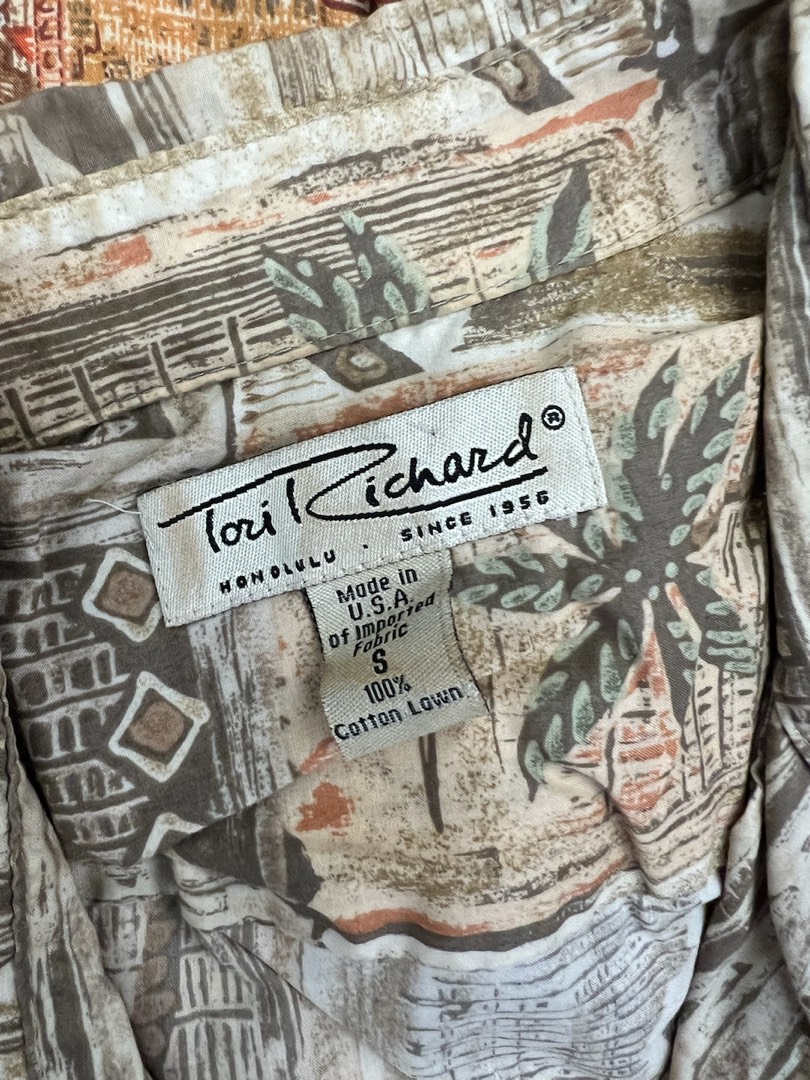 Tori Richard®
HONOLULU . SINCE 1956
Made in
U.S.A.
of Imported
Fabric
S
100%
Cotton Lawn